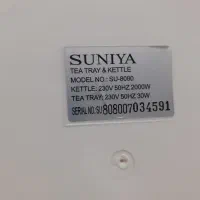 SUNIYA
TEA TRAY & KETTLE
MODEL NO.: SU-8080
KETTLE: 230V 50HZ 2000W
TEA TRAY: 230V 50HZ 30W
SERIAL NO.:SU 808007034591